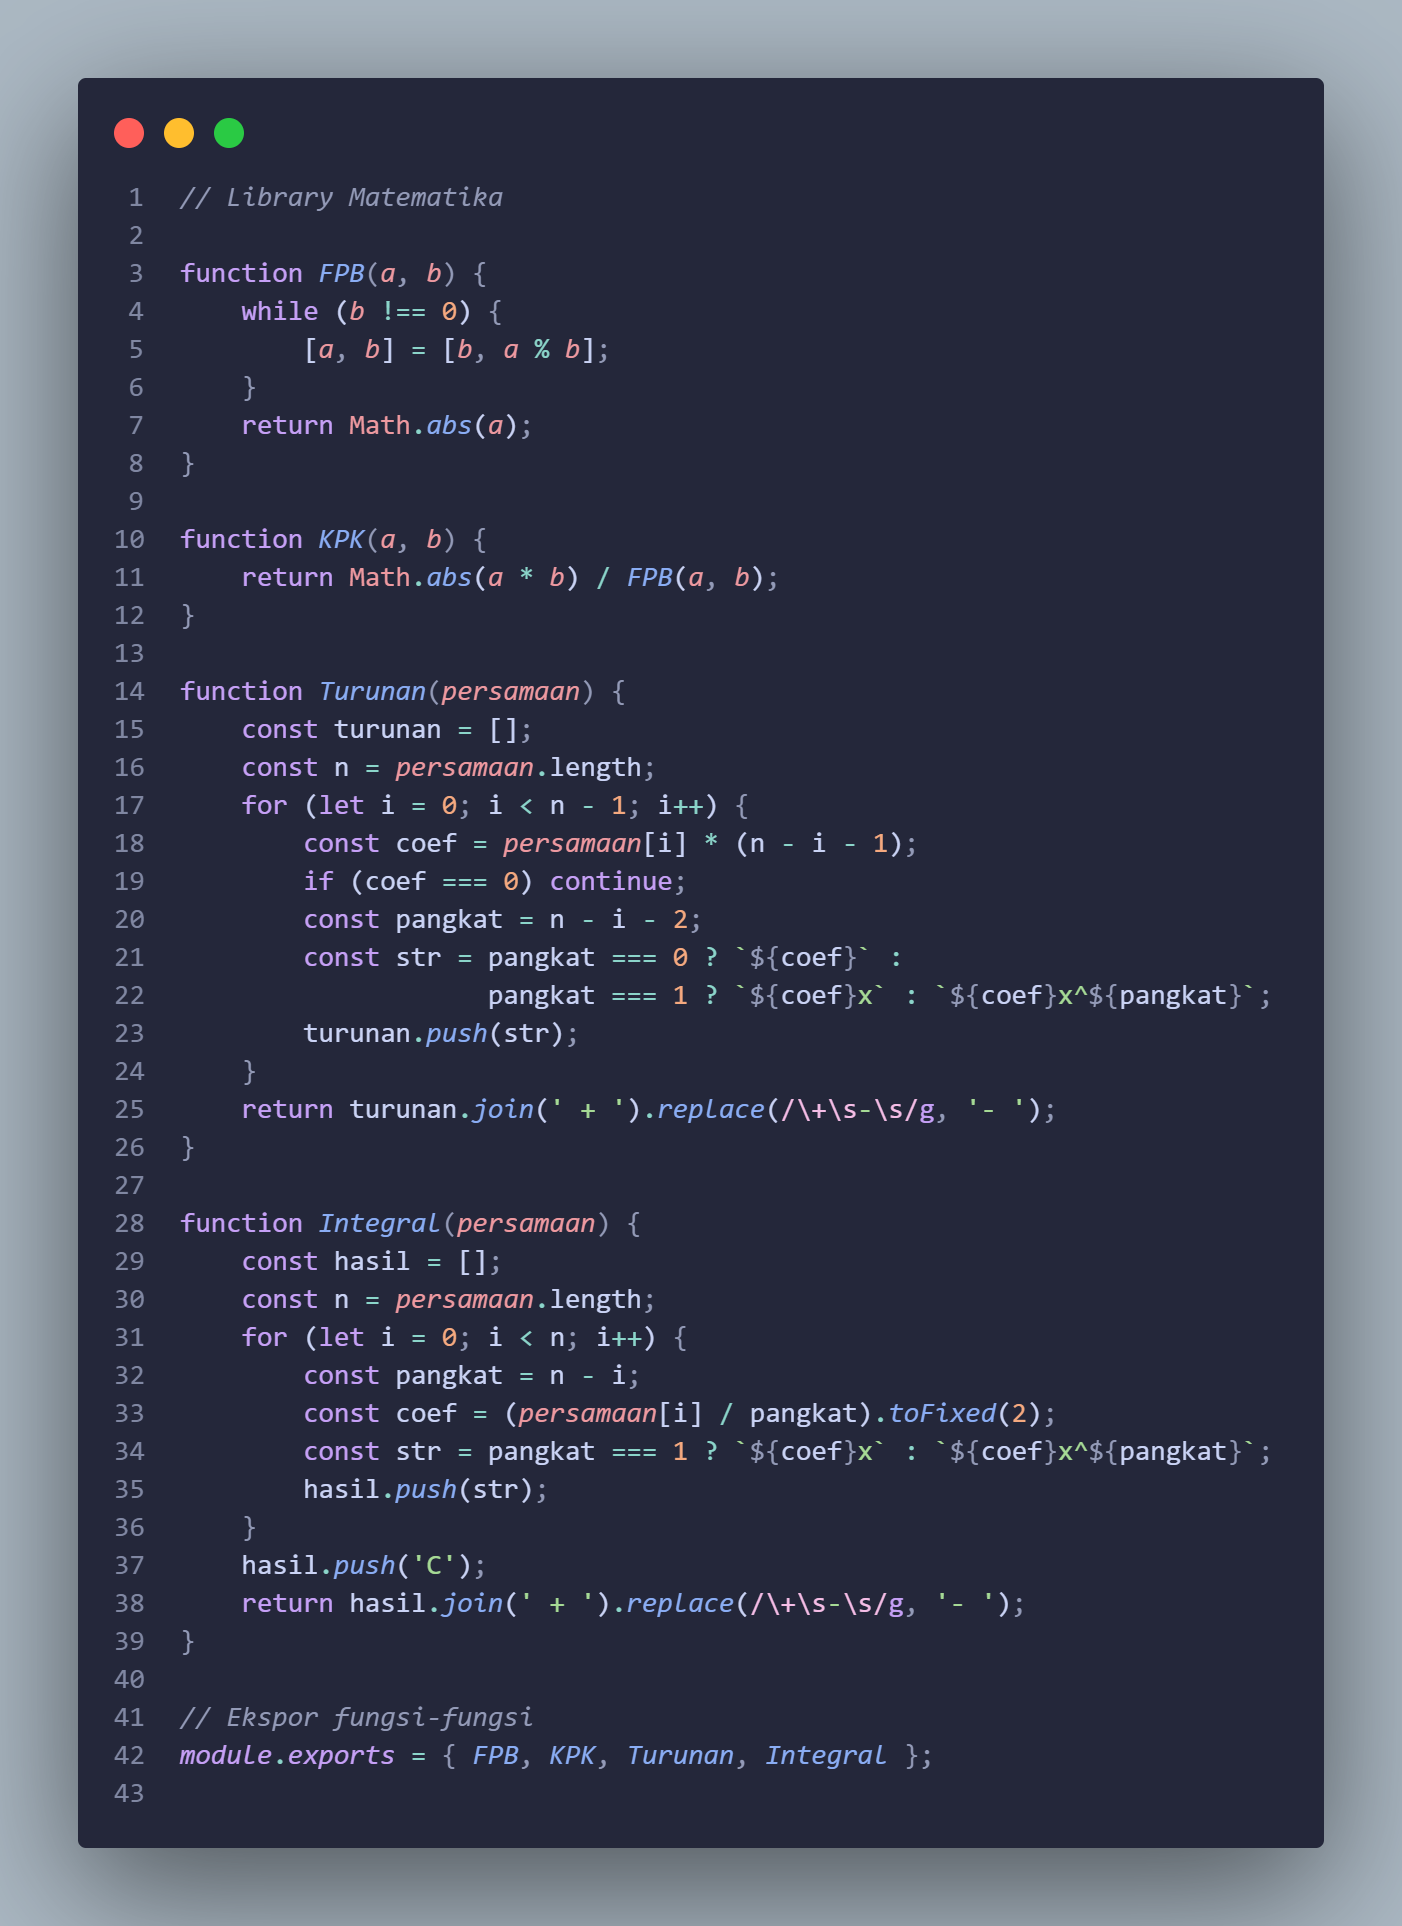 1 // Library Matematika
2
3 function FPB(a, b) {
4     while (b !== 0) {
5         [a, b] = [b, a % b];
6     }
7     return Math.abs(a);
8 }
9
10 function KPK(a, b) {
11     return Math.abs(a * b) / FPB(a, b);
12 }
13
14 function Turunan(persamaan) {
15     const turunan = [];
16     const n = persamaan.length;
17     for (let i = 0; i < n - 1; i++) {
18         const coef = persamaan[i] * (n - i - 1);
19         if (coef === 0) continue;
20         const pangkat = n - i - 2;
21         const str = pangkat === 0 ? `${coef}` :
22                     pangkat === 1 ? `${coef}x` : `${coef}x^${pangkat}`;
23         turunan.push(str);
24     }
25     return turunan.join(' + ').replace(/\+\s-\s/g, '- ');
26 }
27
28 function Integral(persamaan) {
29     const hasil = [];
30     const n = persamaan.length;
31     for (let i = 0; i < n; i++) {
32         const pangkat = n - i;
33         const coef = (persamaan[i] / pangkat).toFixed(2);
34         const str = pangkat === 1 ? `${coef}x` : `${coef}x^${pangkat}`;
35         hasil.push(str);
36     }
37     hasil.push('C');
38     return hasil.join(' + ').replace(/\+\s-\s/g, '- ');
39 }
40
41 // Ekspor fungsi-fungsi
42 module.exports = { FPB, KPK, Turunan, Integral };
43